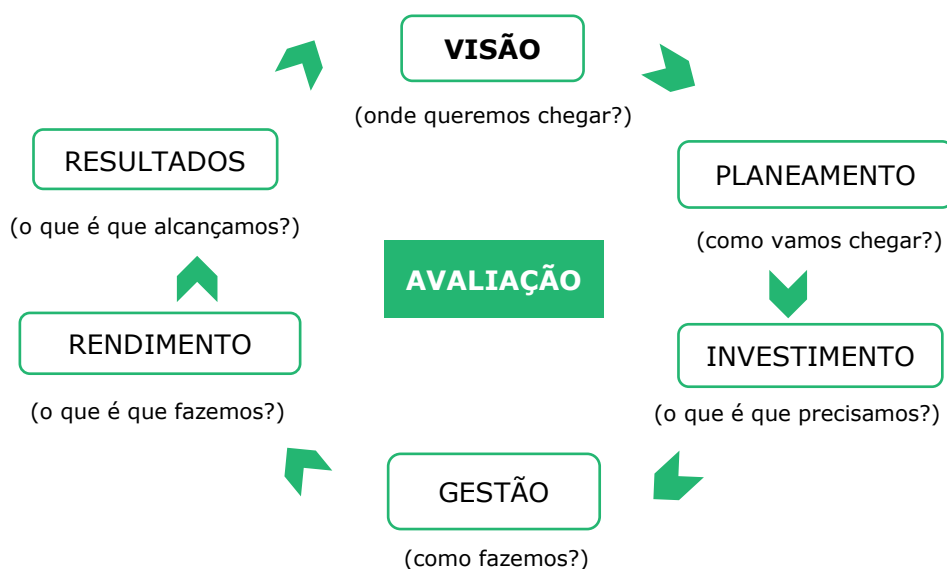 VISÃO
(onde queremos chegar?)
PLANEAMENTO
(como vamos chegar?)
INVESTIMENTO
(o que é que precisamos?)
GESTÃO
(como fazemos?)
RENDIMENTO
(o que é que fazemos?)
RESULTADOS
(o que é que alcançamos?)
AVALIAÇÃO